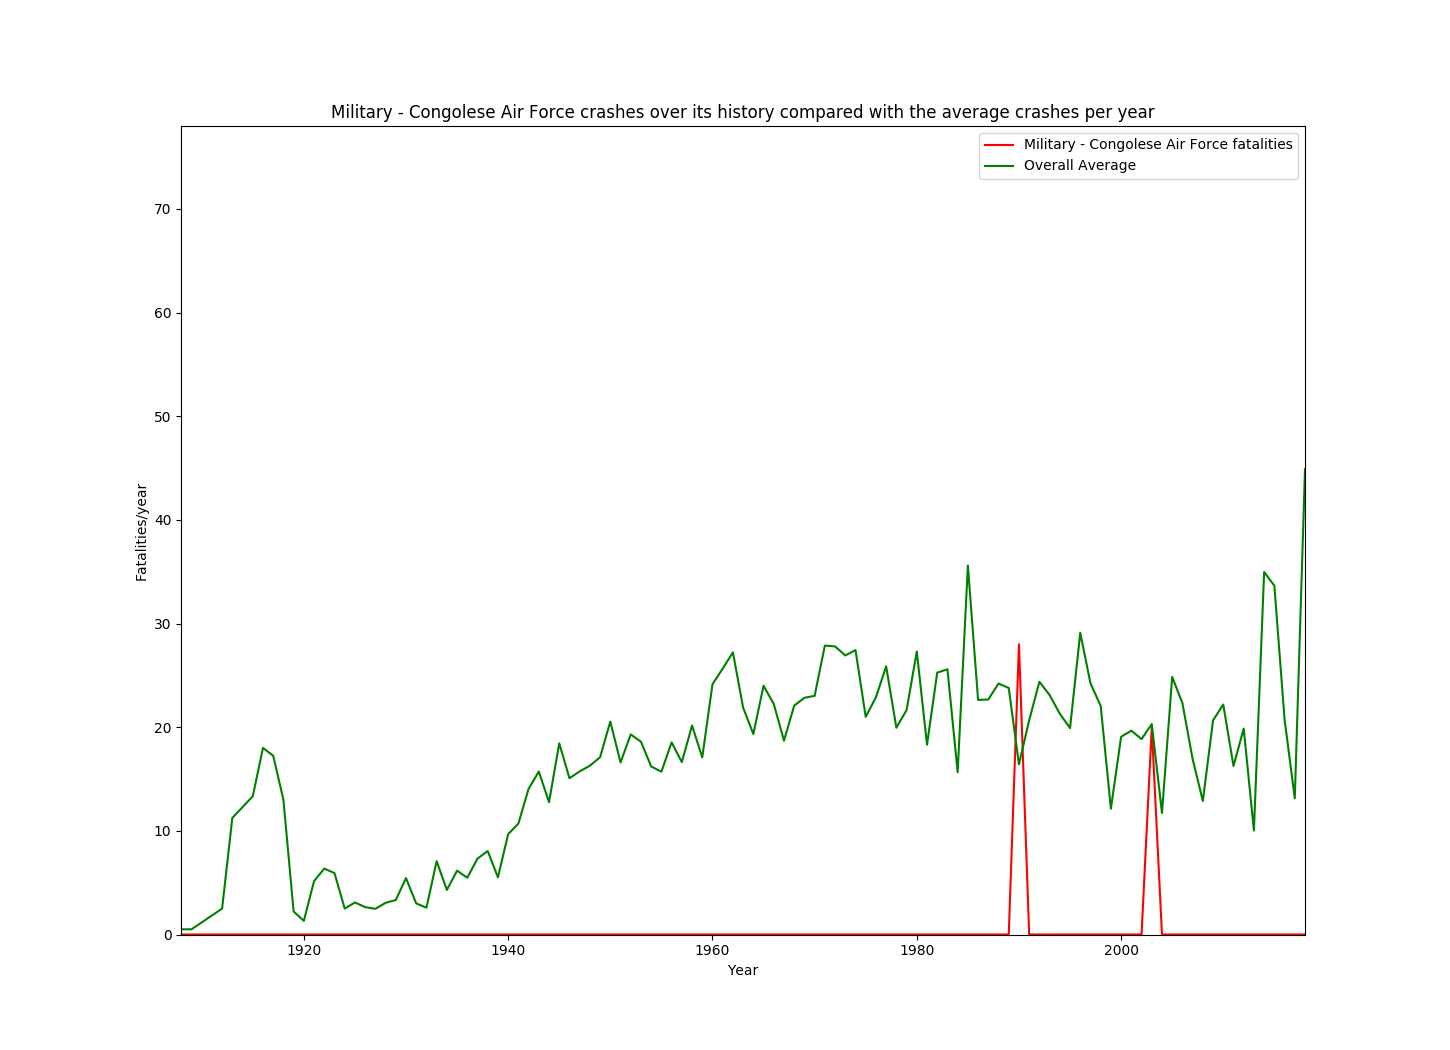 Military - Congolese Air Force crashes over its history compared with the average crashes per year
Military - Congolese Air Force fatalities
Overall Average
70
60
50
40
30
20
10
0
Fatalities/year
1920 1940 1960 1980 2000
Year